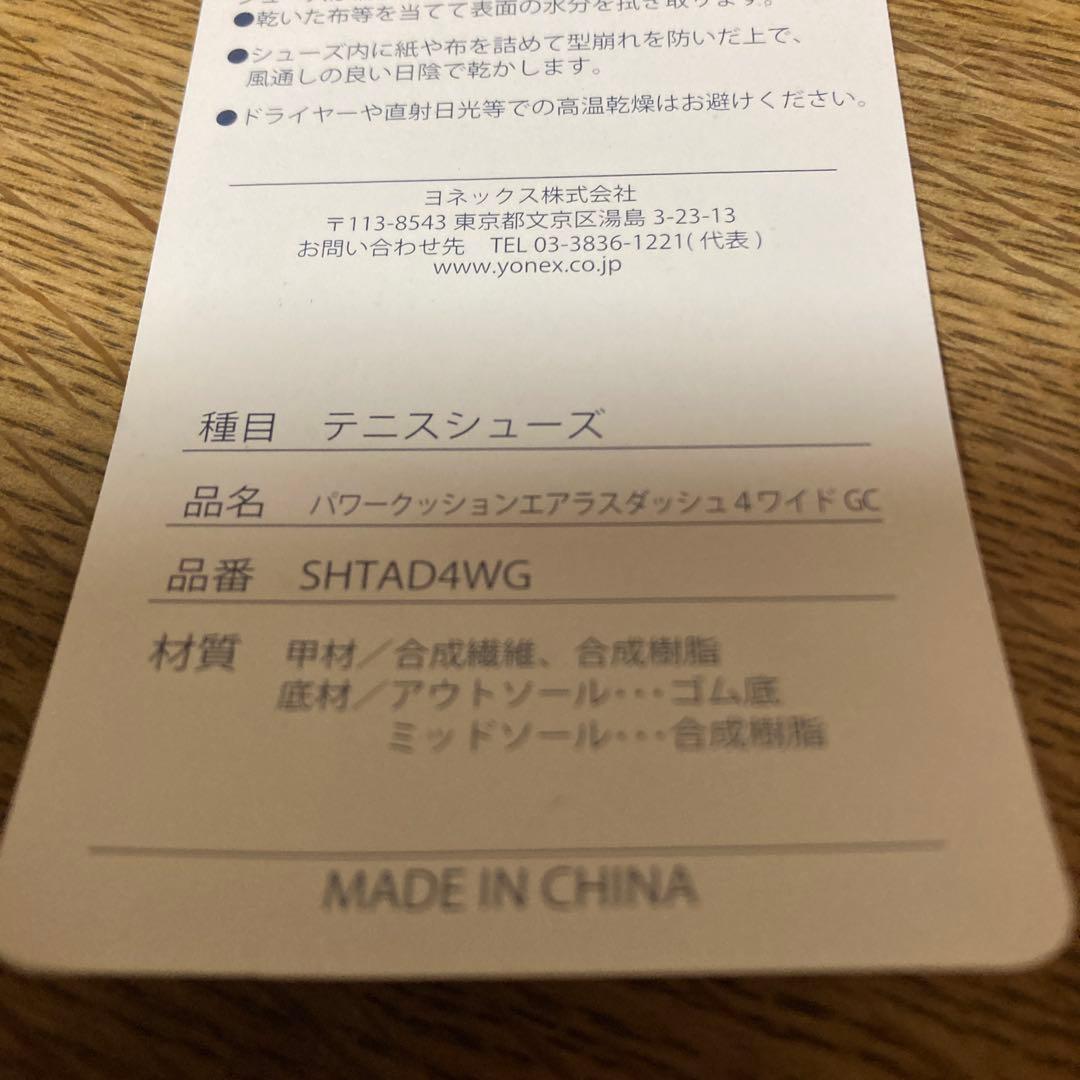 ●乾いた布等を当てて表面の水分を拭き取ります。
●シューズ内に紙や布を詰めて型崩れを防いだ上で、
風通しの良い日陰で乾かします。
●ドライヤーや直射日光等での高温乾燥はお避けください。
ヨネックス株式会社
〒113-8543 東京都文京区湯島 3-23-13
お問い合わせ先 TEL 03-3836-1221(代表)
www.yonex.co.jp
種目 テニスシューズ
品名 パワークッションエアラスダッシュ4ワイドGC
品番 SHTAD4WG
材質 甲材/合成繊維、合成樹脂
底材/アウトソール･･･ゴム底
ミッドソール･･･合成樹脂
MADE IN CHINA